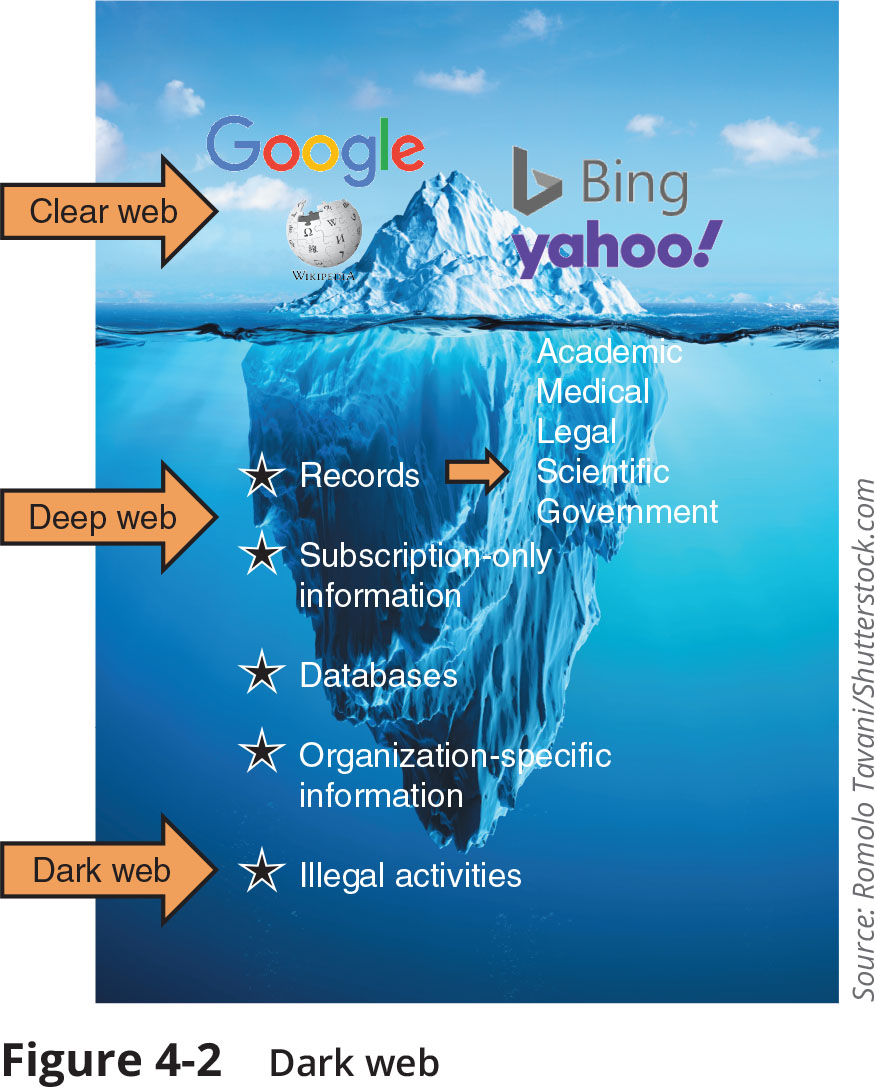 Google
Bing
yahoo!
Clear web
Ω W И 7
WIKIPEDIA
Academic
Medical
Legal
Scientific
Government
Records
Deep web
Subscription-only
information
Databases
Organization-specific
information
Dark web
Illegal activities
Source: Romolo Tavani/Shutterstock.com
Figure 4-2 Dark web